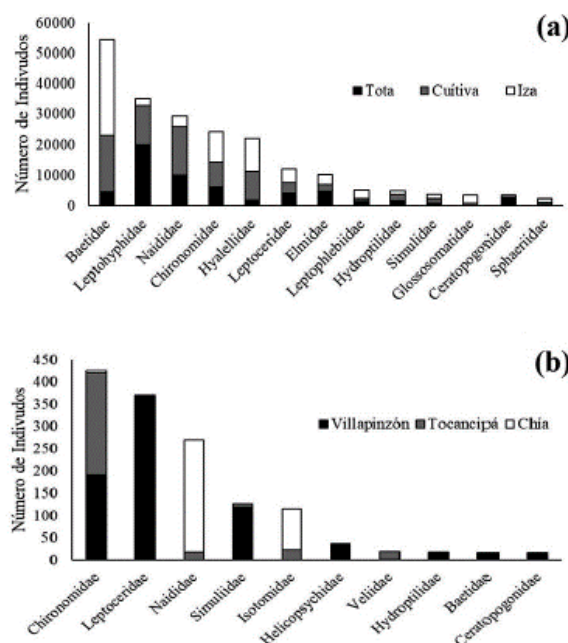 (a)
60000
50000
40000
30000
20000
10000
0
Número de Indivudos
Tota Cuítiva Iza
Baetidae
Leptohyphidae
Naididae
Chironomidae
Hyalellidae
Leptoceridae
Elmidae
Leptophlebiidae
Hydroptilidae
Simulidae
Glossosomatidae
Ceratopogonidae
Sphaeriidae
(b)
450
400
350
300
250
200
150
100
50
0
Número de Indivudos
Villapinzón Tocancipá Chía
Chironomidae
Leptoceridae
Naididae
Simuliidae
Isotomidae
Helicopsychidae
Veliidae
Hydroptilidae
Baetidae
Ceratopogonidae